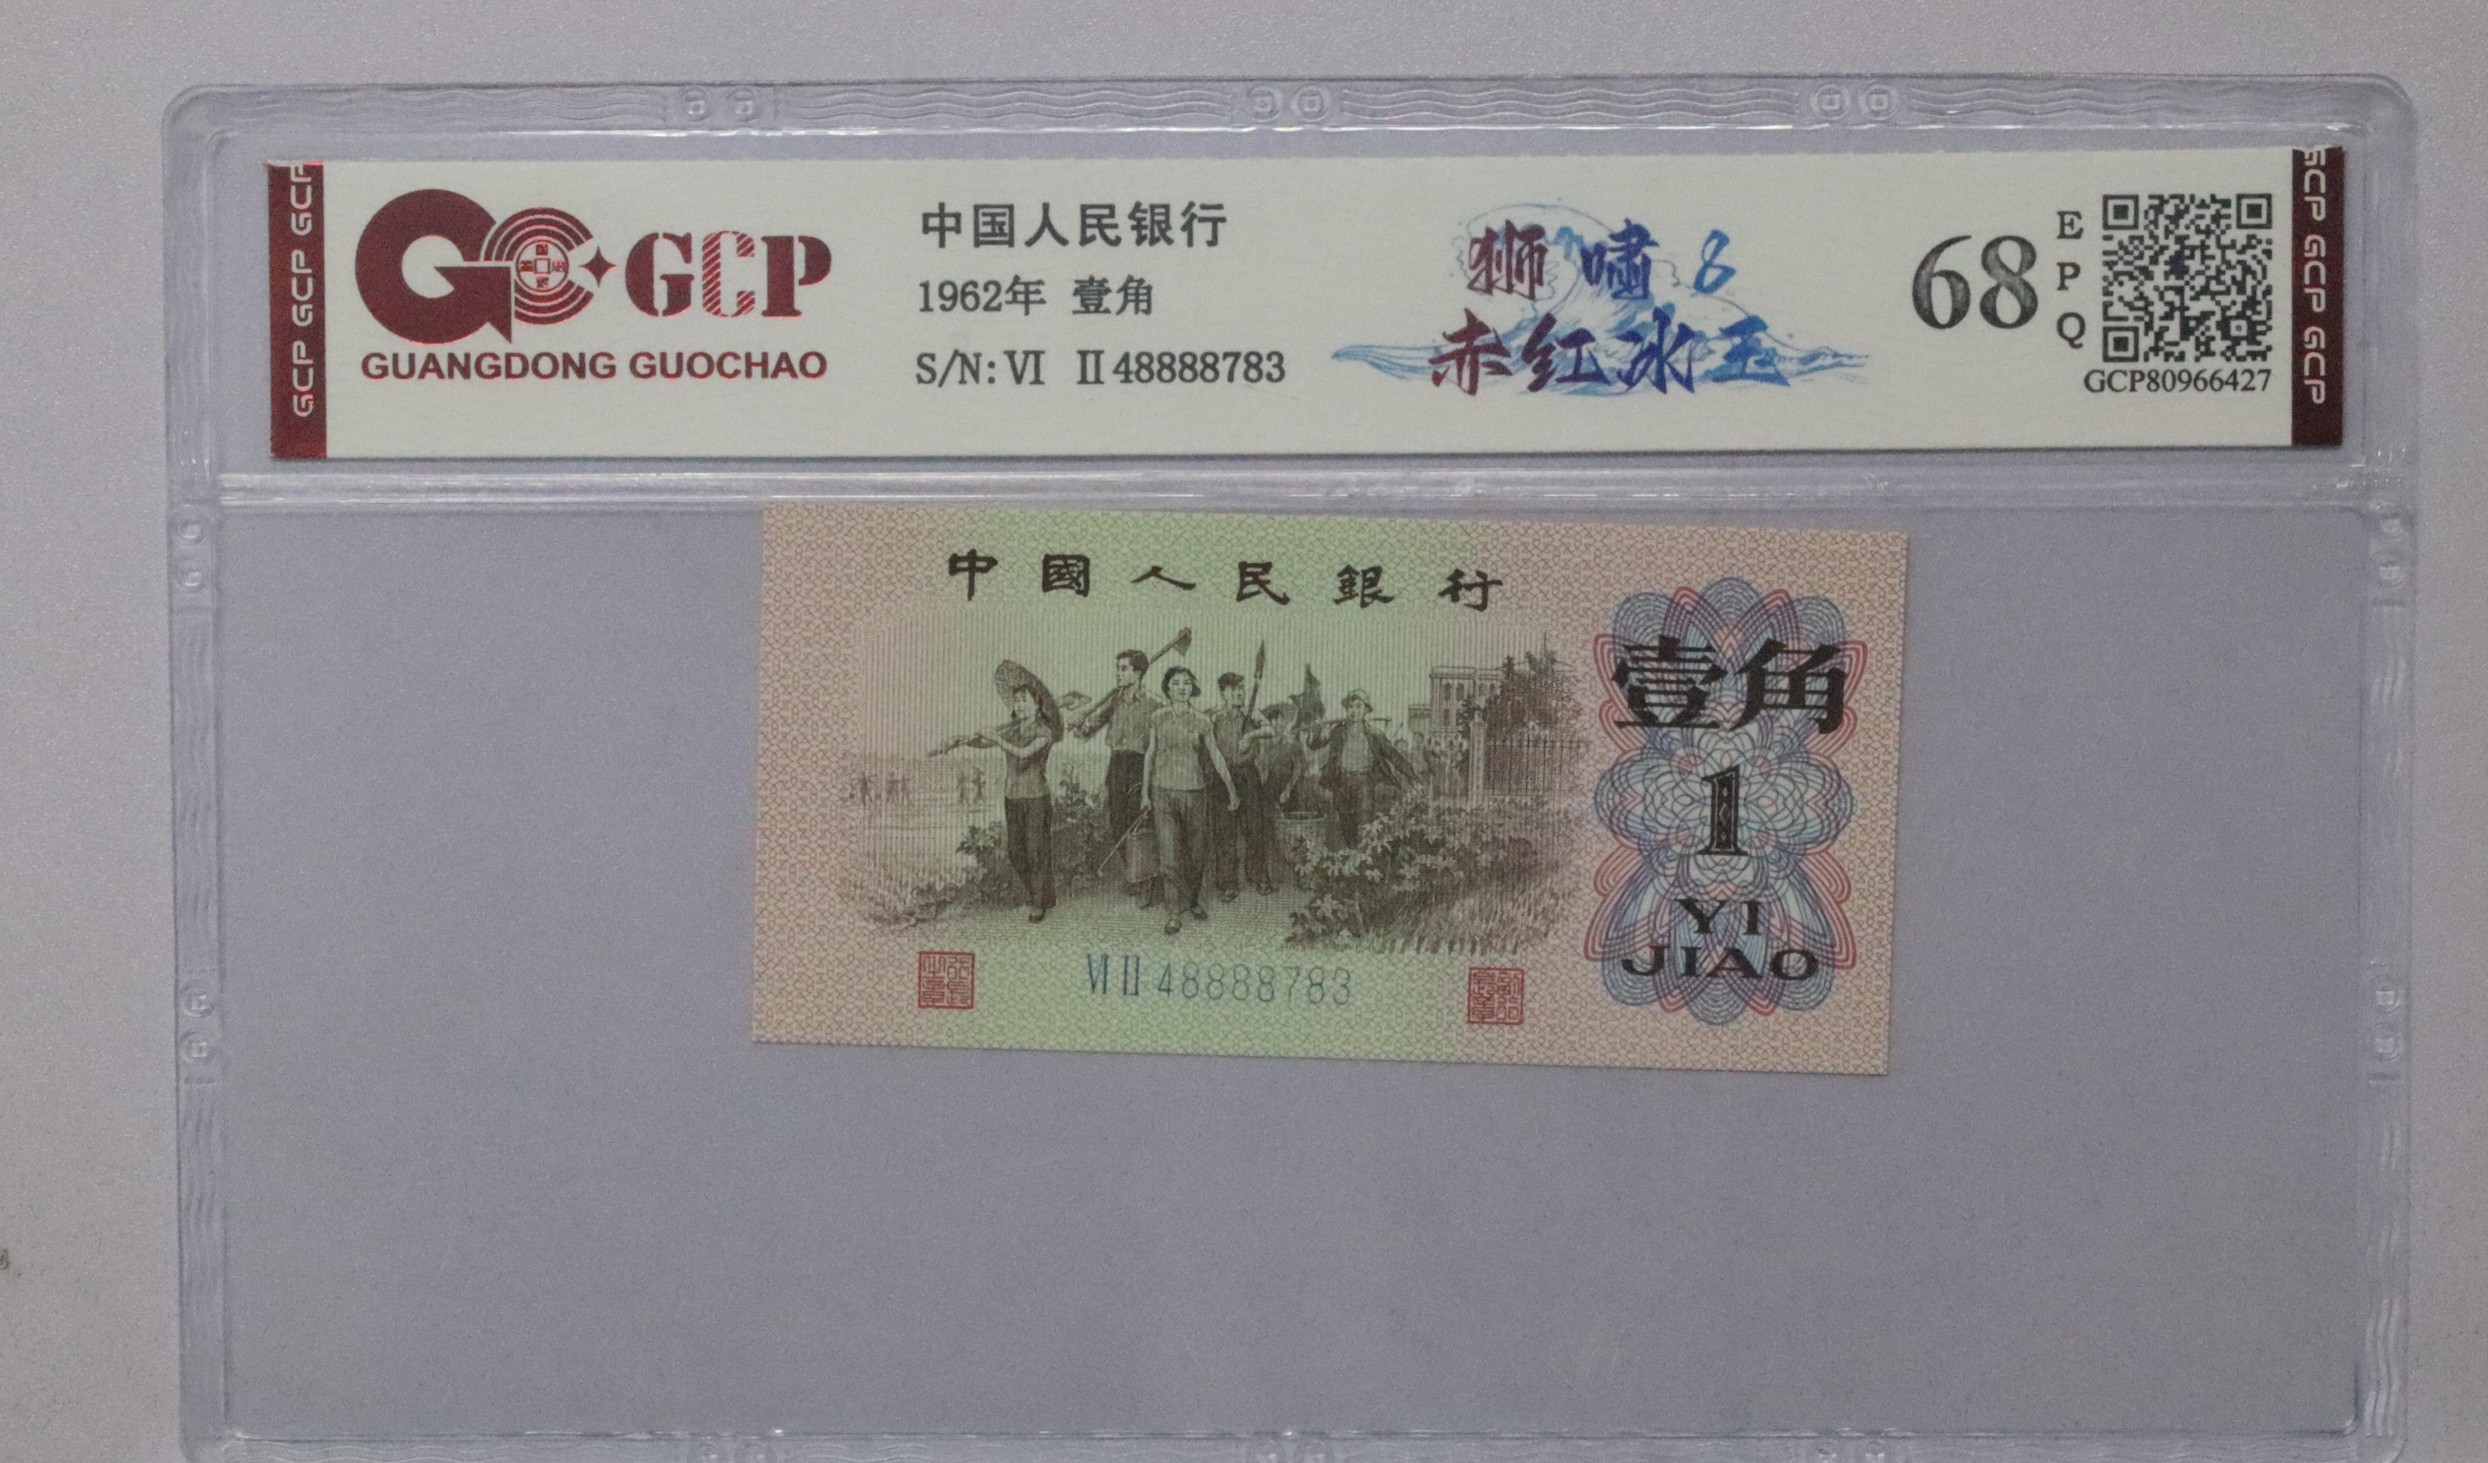 GCP GCP GCP
GCP
GUANGDONG GUOCHAO
中国人民银行
1962年 壹角
S/N: VI II 48888783
狮啸8
赤红冰玉
68
EPQ
GCP80966427
GCP GCP GCP
中國人民銀行
壹角
1
YI
JIAO
VI II 48888783